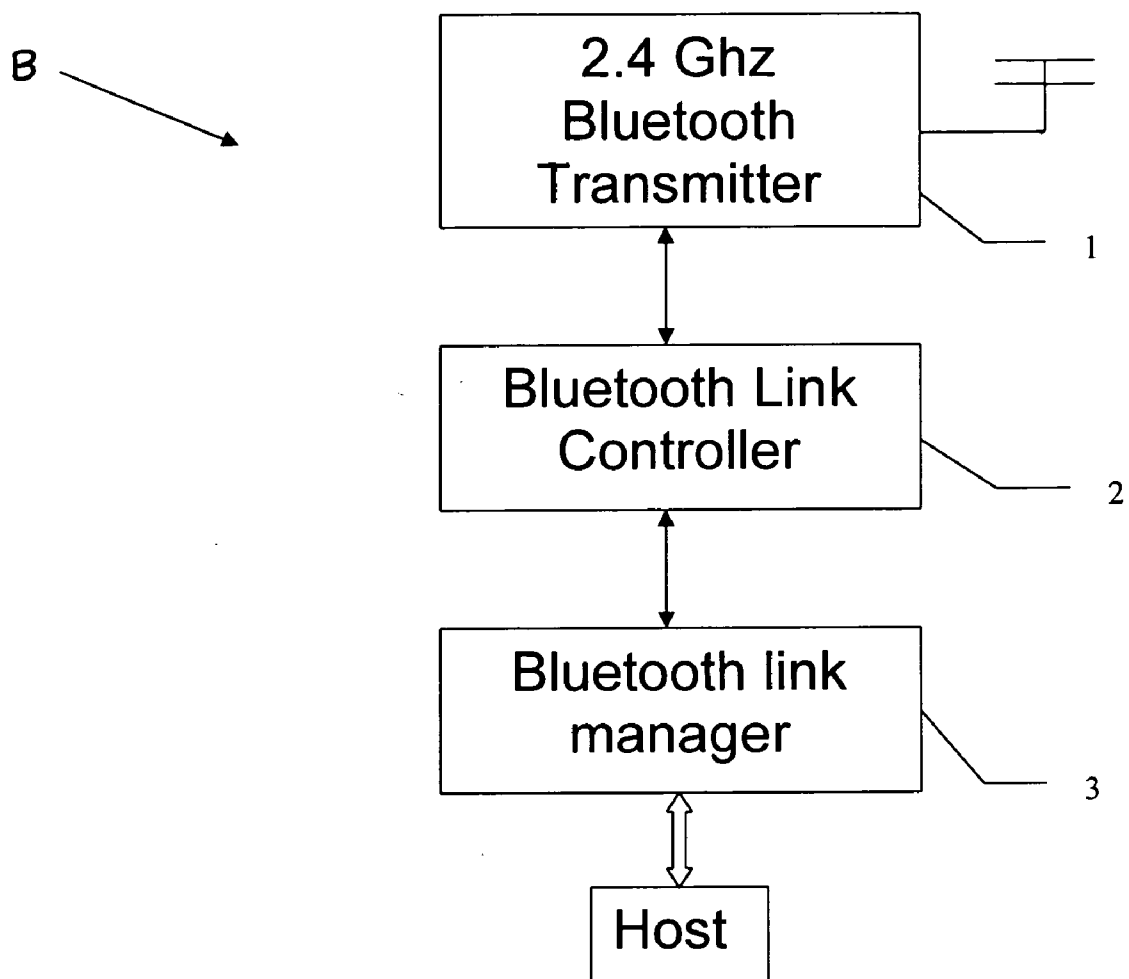 B
2.4 Ghz
Bluetooth
Transmitter
1
Bluetooth Link
Controller
2
Bluetooth link
manager
3
Host